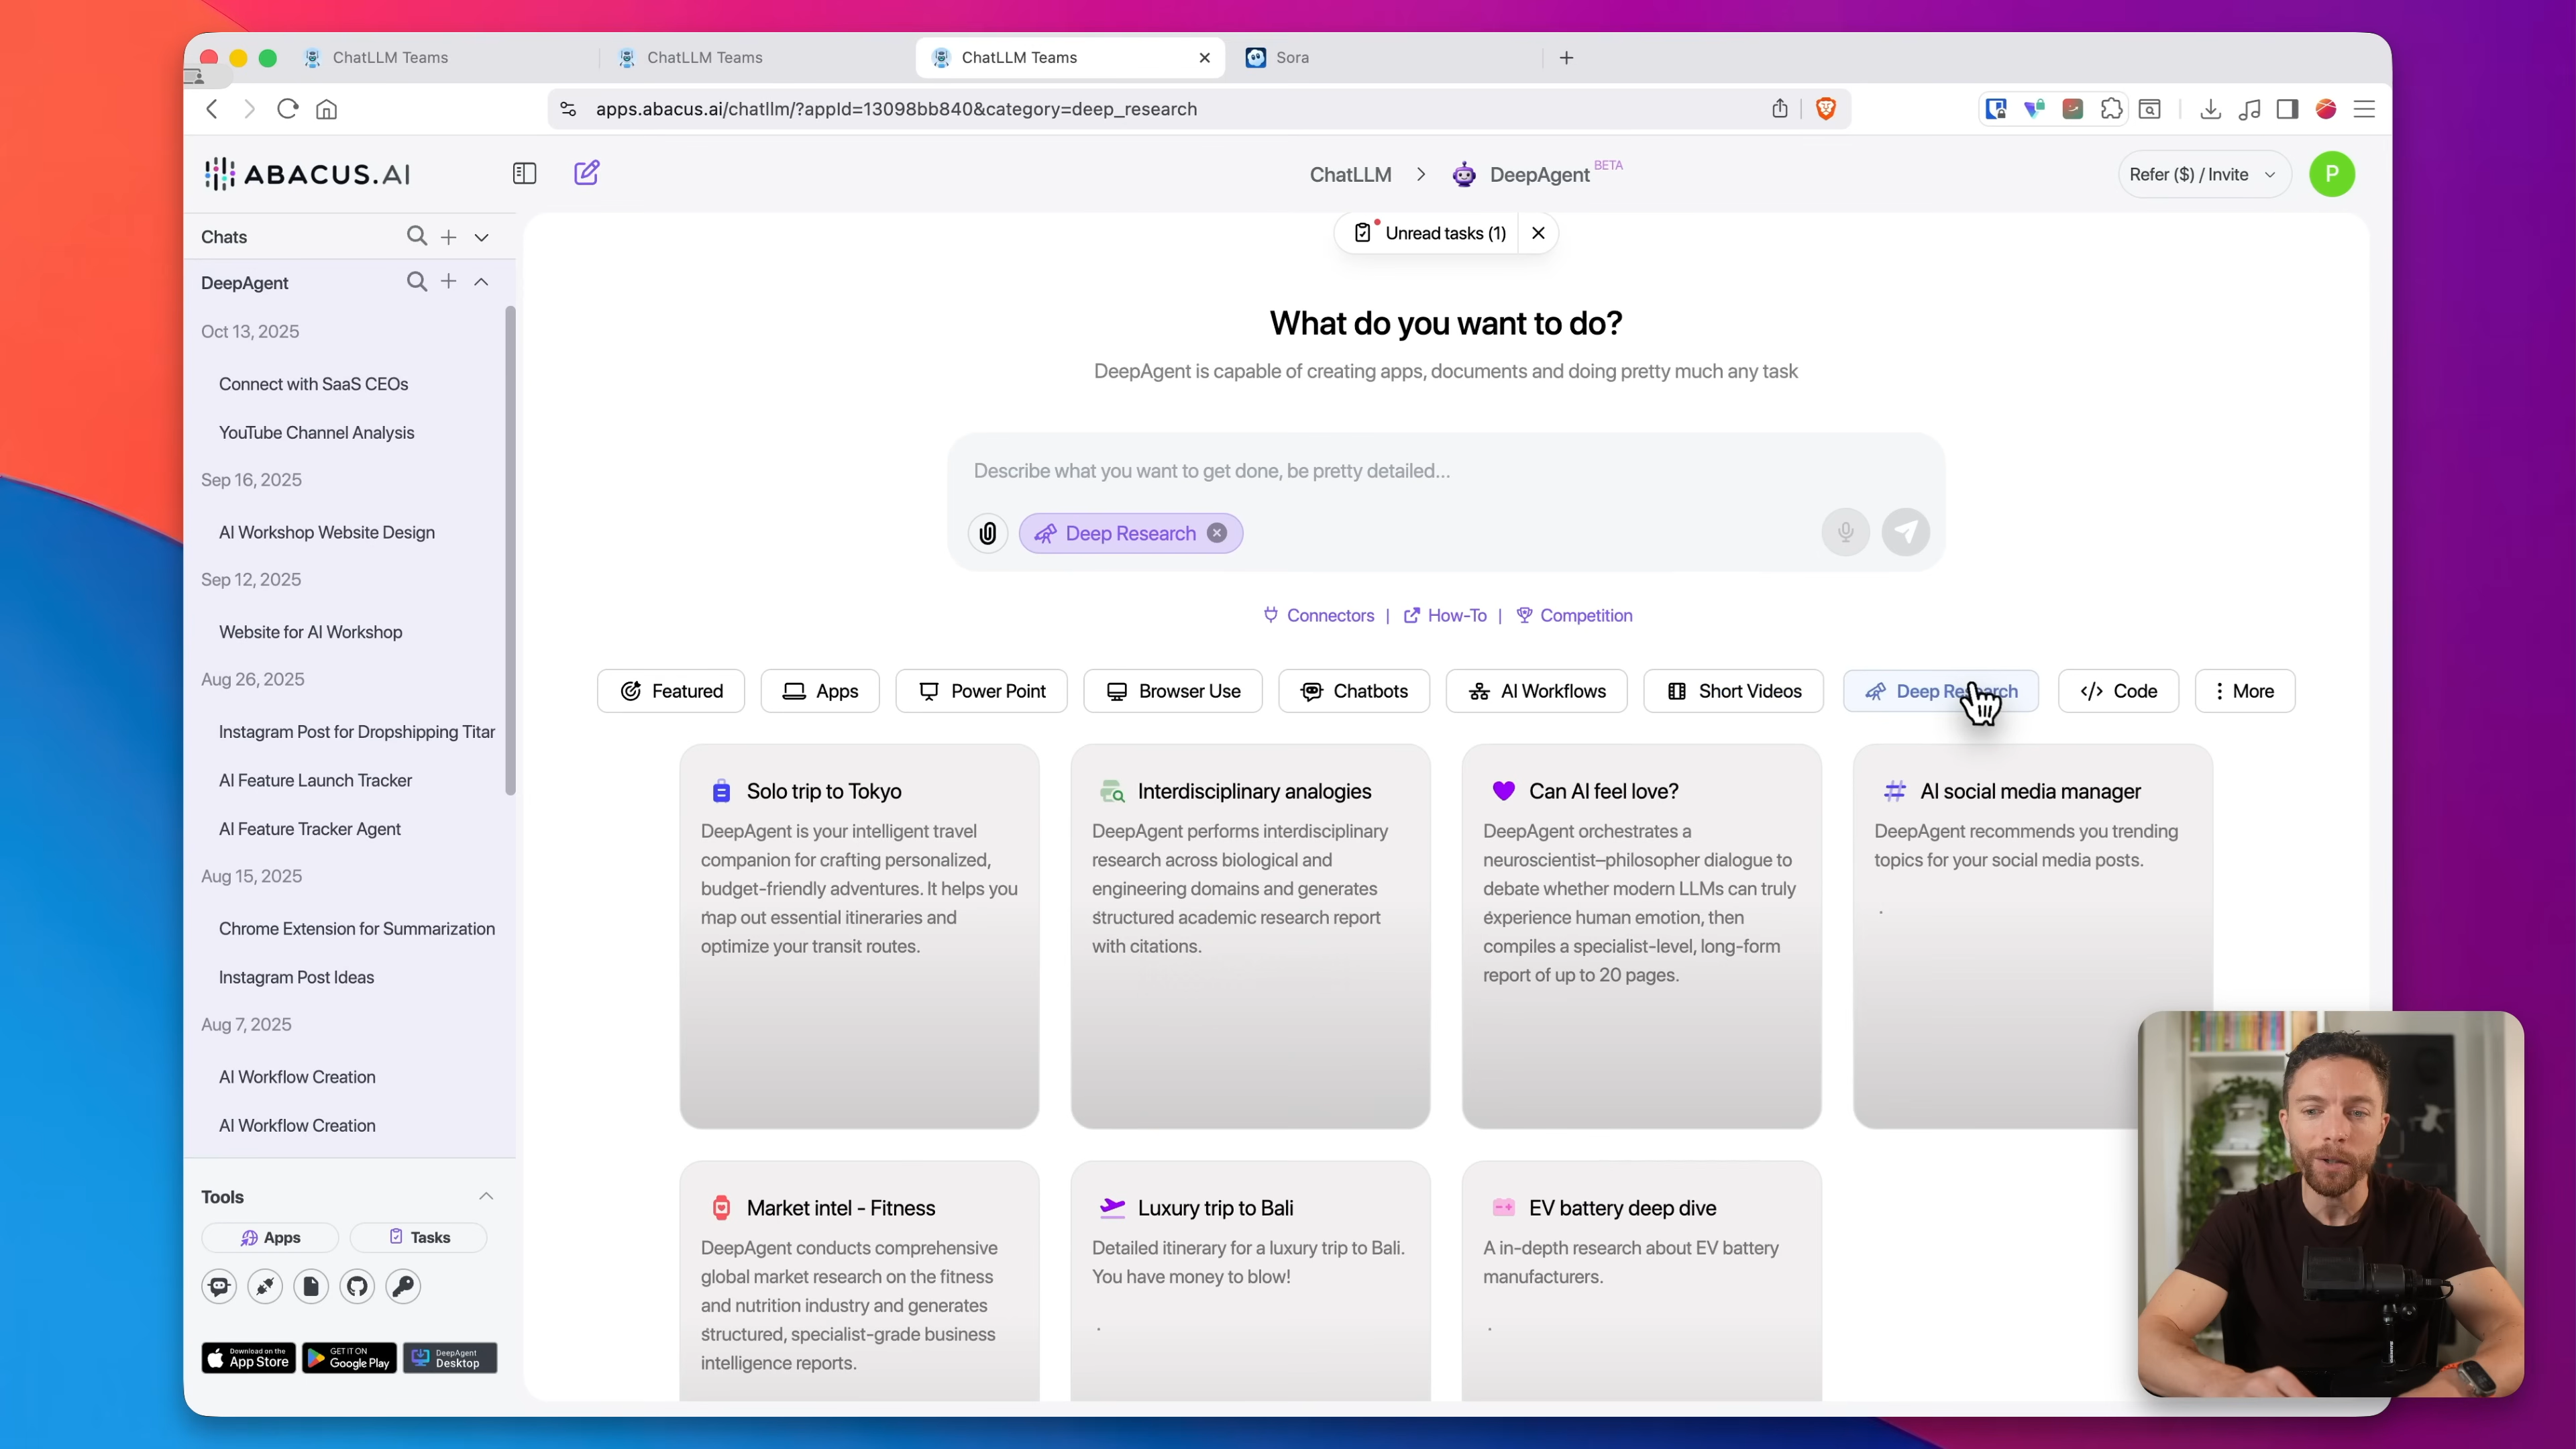 ChatLLM Teams
ChatLLM Teams
ChatLLM Teams
Sora
apps.abacus.ai/chatllm/?appId=13098bb840&category=deep_research
ABACUS.AI
ChatLLM
DeepAgent BETA
Refer ($) / Invite
P
Chats
DeepAgent
Oct 13, 2025
Connect with SaaS CEOs
YouTube Channel Analysis
Sep 16, 2025
AI Workshop Website Design
Sep 12, 2025
Website for AI Workshop
Aug 26, 2025
Instagram Post for Dropshipping Titar
AI Feature Launch Tracker
AI Feature Tracker Agent
Aug 15, 2025
Chrome Extension for Summarization
Instagram Post Ideas
Aug 7, 2025
AI Workflow Creation
AI Workflow Creation
Tools
Apps
Tasks
Download on the
App Store
GET IT ON
Google Play
DeepAgent
Desktop
Unread tasks (1)
What do you want to do?
DeepAgent is capable of creating apps, documents and doing pretty much any task
Describe what you want to get done, be pretty detailed...
Deep Research
Connectors | How-To | Competition
Featured
Apps
Power Point
Browser Use
Chatbots
AI Workflows
Short Videos
Deep Research
Code
More
Solo trip to Tokyo
DeepAgent is your intelligent travel
companion for crafting personalized,
budget-friendly adventures. It helps you
map out essential itineraries and
optimize your transit routes.
Interdisciplinary analogies
DeepAgent performs interdisciplinary
research across biological and
engineering domains and generates
structured academic research report
with citations.
Can AI feel love?
DeepAgent orchestrates a
neuroscientist–philosopher dialogue to
debate whether modern LLMs can truly
experience human emotion, then
compiles a specialist-level, long-form
report of up to 20 pages.
AI social media manager
DeepAgent recommends you trending
topics for your social media posts.
Market intel - Fitness
DeepAgent conducts comprehensive
global market research on the fitness
and nutrition industry and generates
structured, specialist-grade business
intelligence reports.
Luxury trip to Bali
Detailed itinerary for a luxury trip to Bali.
You have money to blow!
EV battery deep dive
A in-depth research about EV battery
manufacturers.